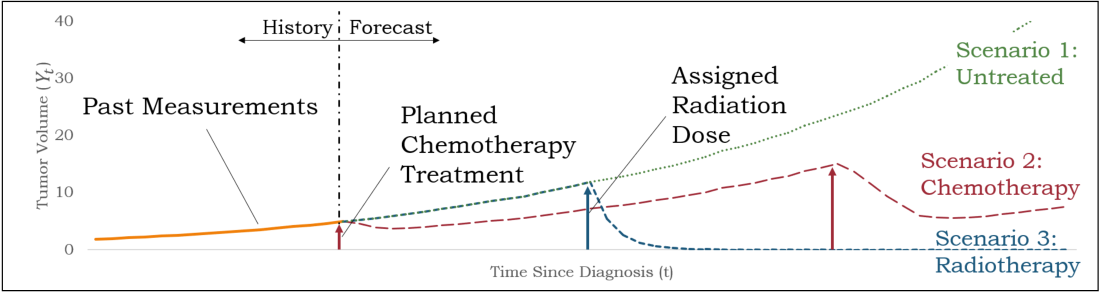 40
30
20
10
0
Tumor Volume (Yₜ)
History
Forecast
Past Measurements
Planned
Chemotherapy
Treatment
Assigned
Radiation
Dose
Scenario 1:
Untreated
Scenario 2:
Chemotherapy
Scenario 3:
Radiotherapy
Time Since Diagnosis (t)